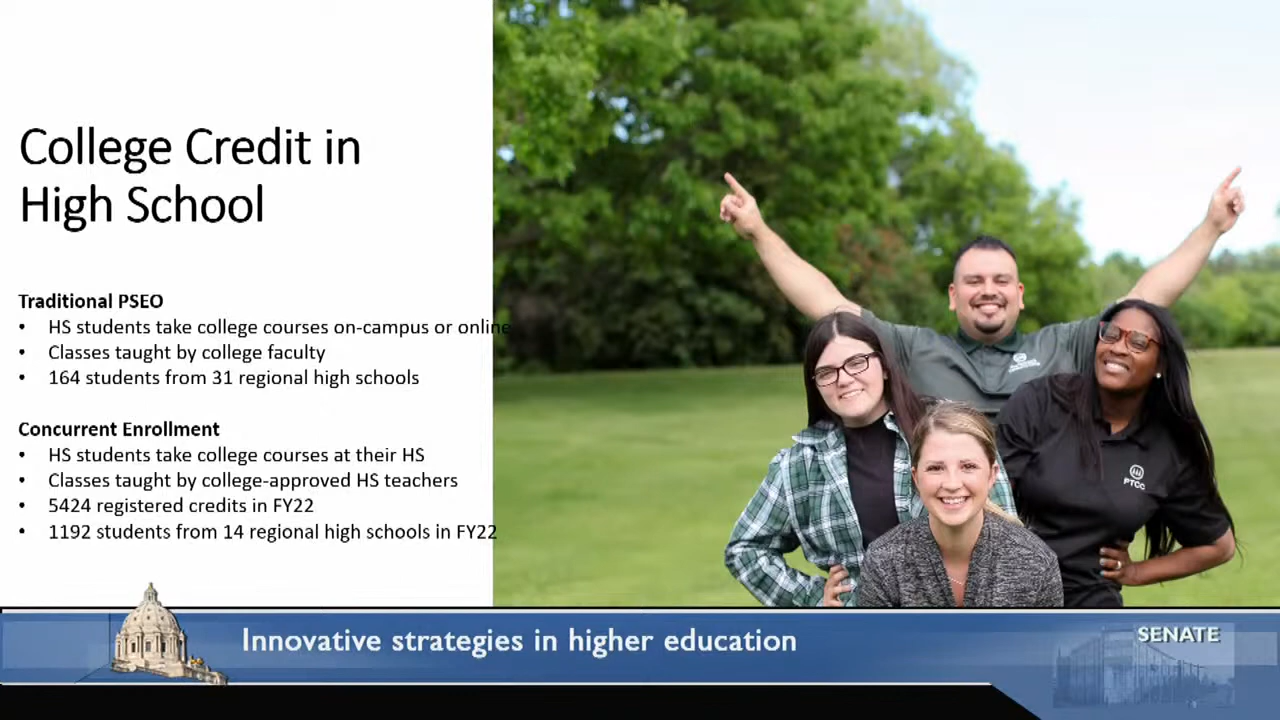 College Credit in
High School
Traditional PSEO
• HS students take college courses on-campus or online
• Classes taught by college faculty
• 164 students from 31 regional high schools
Concurrent Enrollment
• HS students take college courses at their HS
• Classes taught by college-approved HS teachers
• 5424 registered credits in FY22
• 1192 students from 14 regional high schools in FY22
PTCC
Innovative strategies in higher education
SENATE